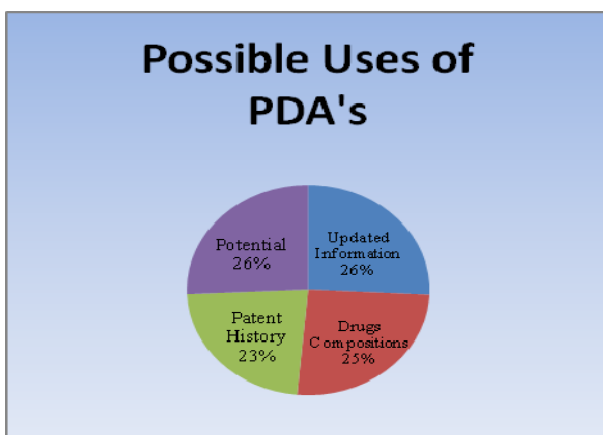 Possible Uses of
PDA's
Potential
26%
Updated
Information
26%
Patent
History
23%
Drugs
Compositions
25%